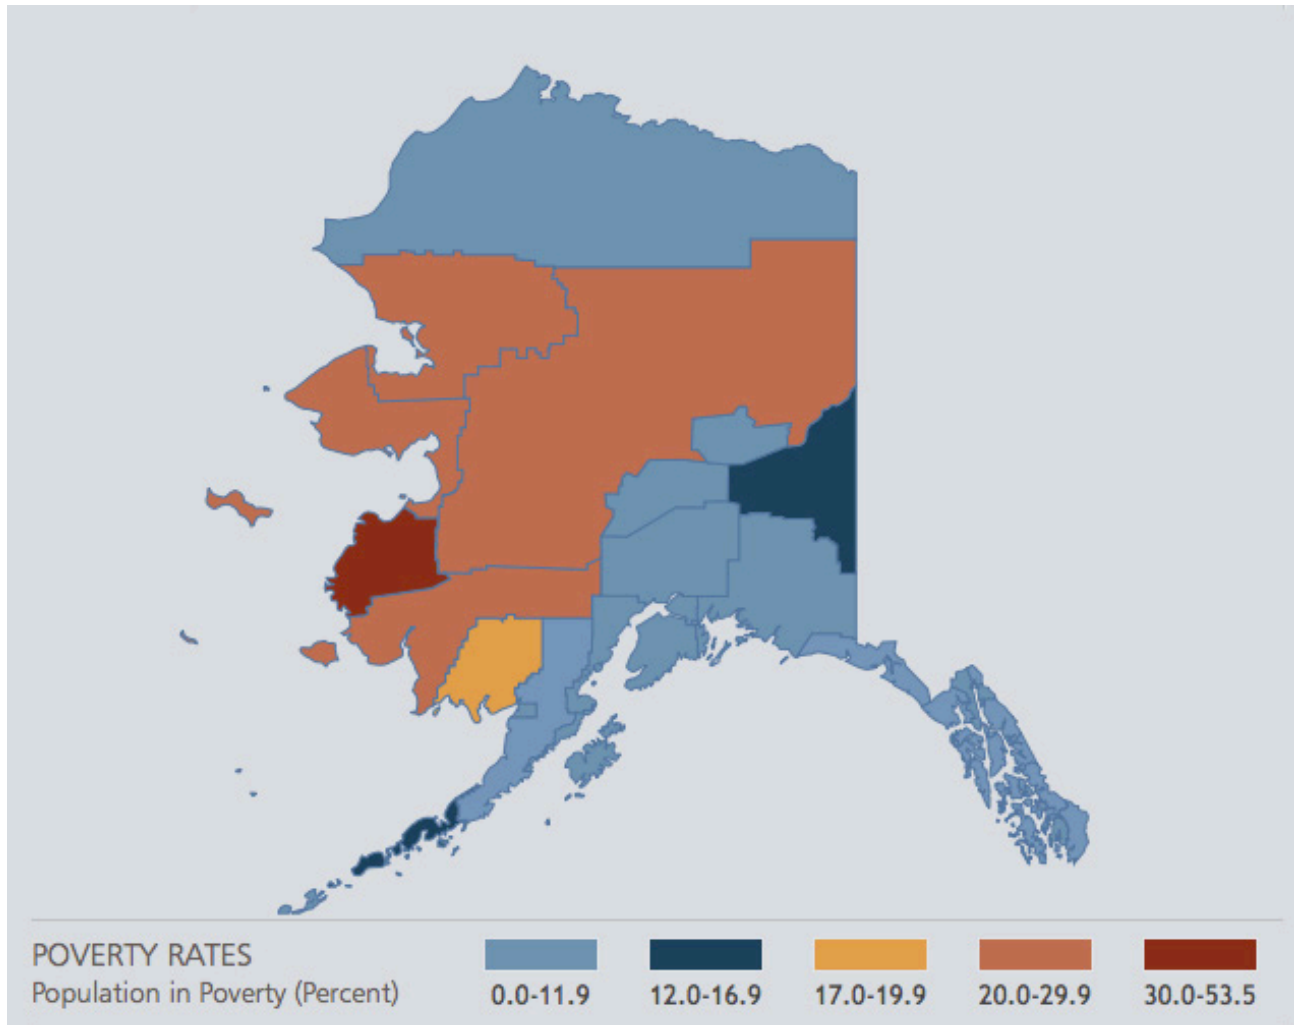 POVERTY RATES
Population in Poverty (Percent)
0.0-11.9
12.0-16.9
17.0-19.9
20.0-29.9
30.0-53.5